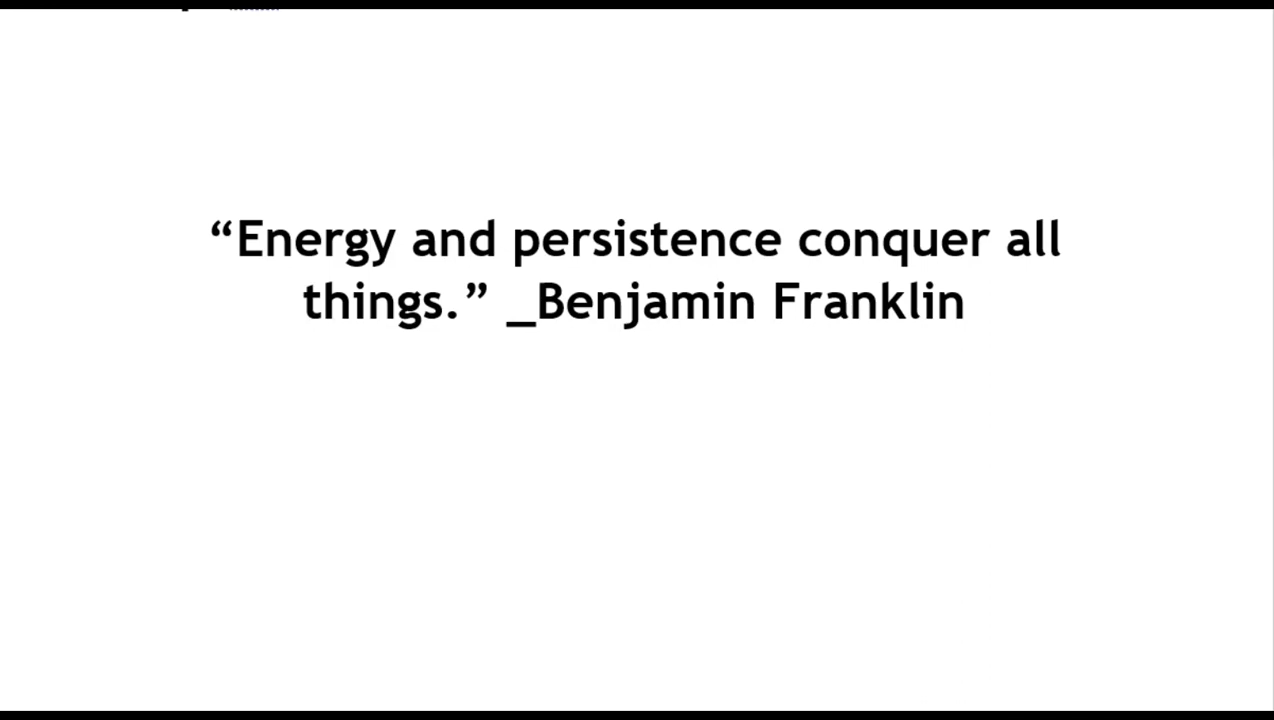 “Energy and persistence conquer all
things.” _Benjamin Franklin